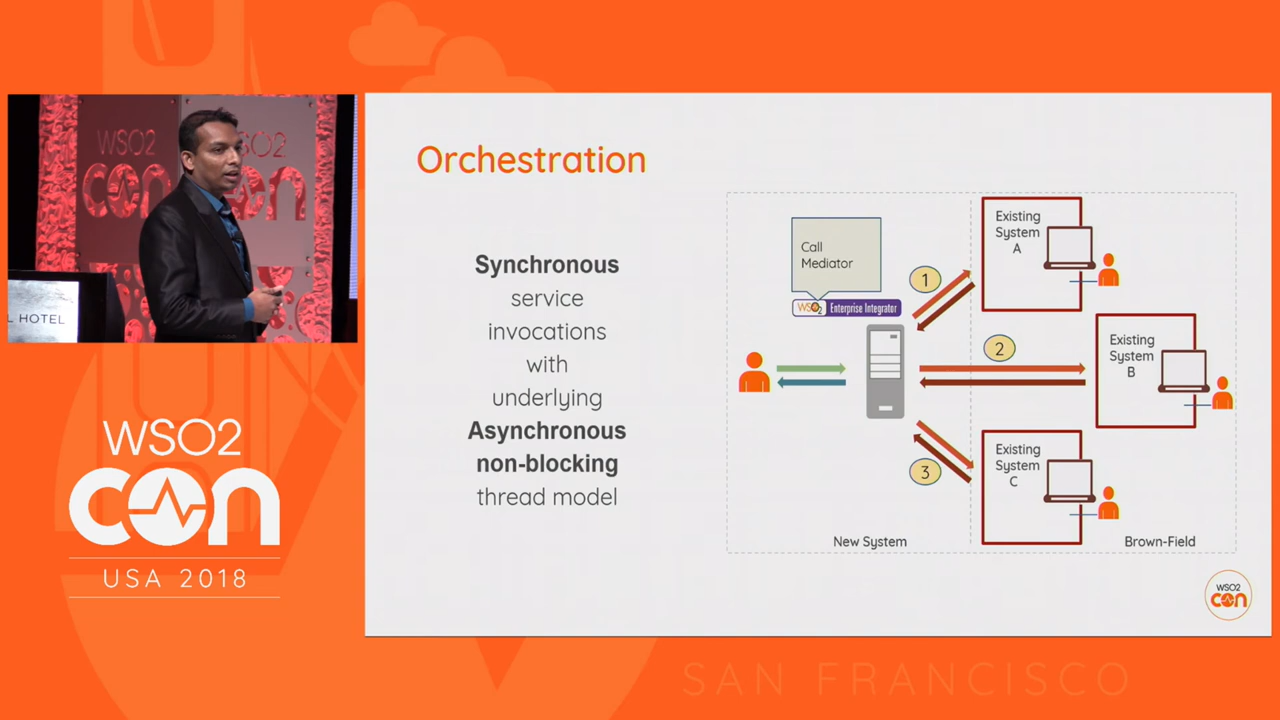 WSO2
con
SO2
on
L HOTEL
WSO2
con
USA 2018
Orchestration
Synchronous
service
invocations
with
underlying
Asynchronous
non-blocking
thread model
Call
Mediator
WSO2 Enterprise Integrator
1
2
3
Existing
System
A
Existing
System
B
Existing
System
C
New System
Brown-Field
WSO2
con
SAN FRANCISCO